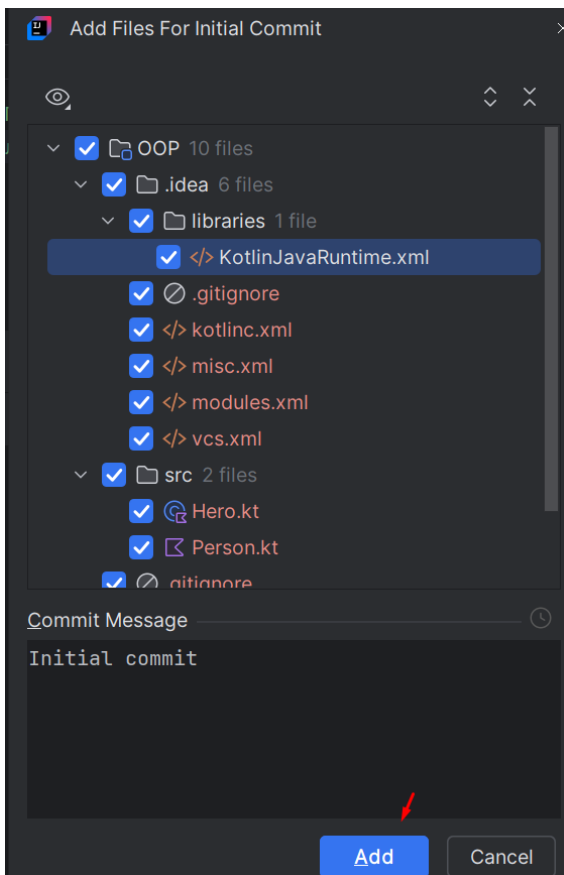 Add Files For Initial Commit
OOP 10 files
.idea 6 files
libraries 1 file
</> KotlinJavaRuntime.xml
.gitignore
</> kotlinc.xml
</> misc.xml
</> modules.xml
</> vcs.xml
src 2 files
Hero.kt
Person.kt
.gitignore
Commit Message
Initial commit
Add Cancel